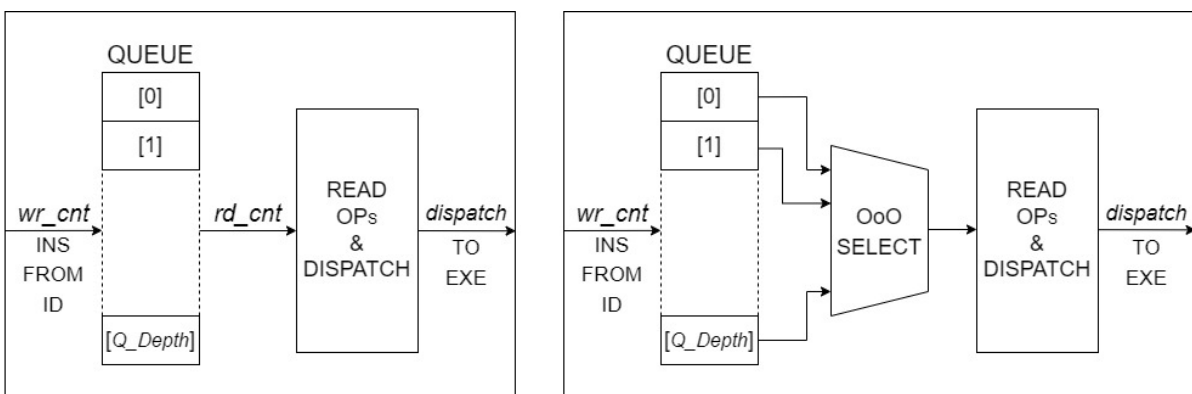 QUEUE
[0]
[1]
wr_cnt
INS
FROM
ID
[Q_Depth]
rd_cnt
READ
OPs
&
DISPATCH
dispatch
TO
EXE
QUEUE
[0]
[1]
wr_cnt
INS
FROM
ID
[Q_Depth]
OoO
SELECT
READ
OPs
&
DISPATCH
dispatch
TO
EXE